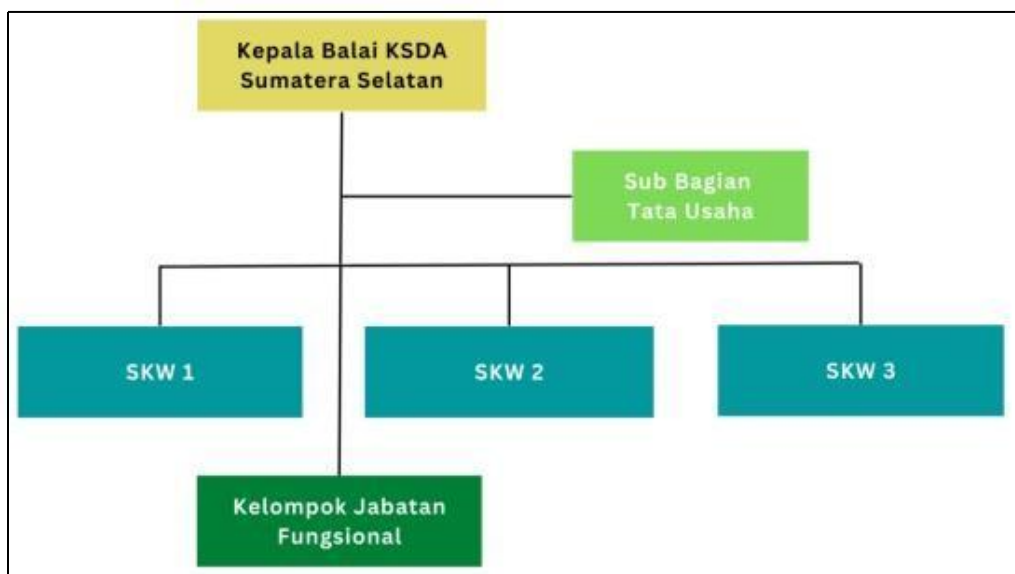 Kepala Balai KSDA
Sumatera Selatan
Sub Bagian
Tata Usaha
SKW 1
SKW 2
SKW 3
Kelompok Jabatan
Fungsional